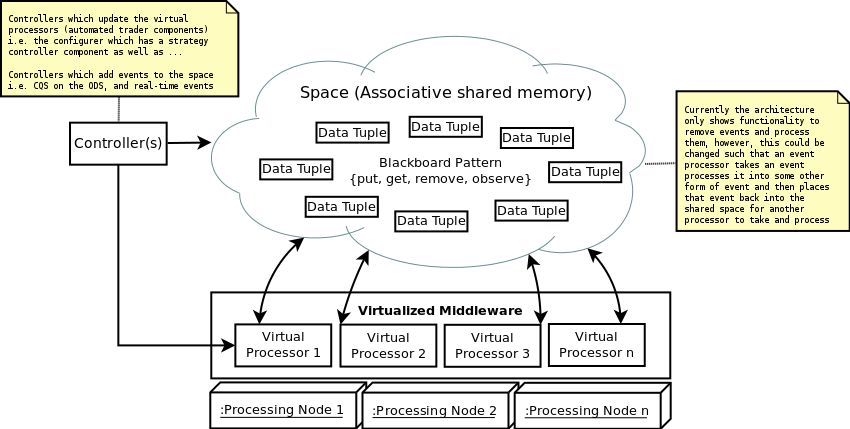 Controllers which update the virtual
processors (automated trader components)
i.e. the configurer which has a strategy
controller component as well as ...
Controllers which add events to the space
i.e. CQS on the ODS, and real-time events
Controller(s)
Space (Associative shared memory)
Data Tuple
Data Tuple
Data Tuple
Data Tuple
Blackboard Pattern
{put, get, remove, observe}
Data Tuple
Data Tuple
Data Tuple
Data Tuple
Currently the architecture
only shows functionality to
remove events and process
them, however, this could be
changed such that an event
processor takes an event
processes it into some other
form of event and then places
that event back into the
shared space for another
processor to take and process
Virtualized Middleware
Virtual
Processor 1
Virtual
Processor 2
Virtual
Processor 3
Virtual
Processor n
:Processing Node 1
:Processing Node 2
:Processing Node n